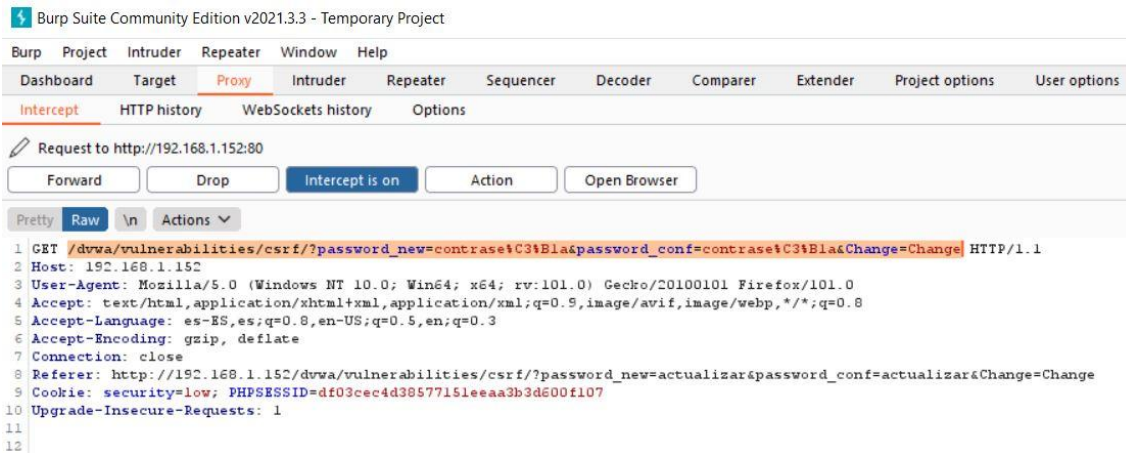 Burp Suite Community Edition v2021.3.3 - Temporary Project
Burp Project Intruder Repeater Window Help
Dashboard Target Proxy Intruder Repeater Sequencer Decoder Comparer Extender Project options User options
Intercept HTTP history WebSockets history Options
Request to http://192.168.1.152:80
Forward Drop Intercept is on Action Open Browser
Pretty Raw \n Actions
1 GET /dvwa/vulnerabilities/csrf/?password_new=contrase%C3%B1a&password_conf=contrase%C3%B1a&Change=Change HTTP/1.1
2 Host: 192.168.1.152
3 User-Agent: Mozilla/5.0 (Windows NT 10.0; Win64; x64; rv:101.0) Gecko/20100101 Firefox/101.0
4 Accept: text/html,application/xhtml+xml,application/xml;q=0.9,image/avif,image/webp,*/*;q=0.8
5 Accept-Language: es-ES,es;q=0.8,en-US;q=0.5,en;q=0.3
6 Accept-Encoding: gzip, deflate
7 Connection: close
8 Referer: http://192.168.1.152/dvwa/vulnerabilities/csrf/?password_new=actualizar&password_conf=actualizar&Change=Change
9 Cookie: security=low; PHPSESSID=df03cec4d38577151eeaa3b3d600f107
10 Upgrade-Insecure-Requests: 1
11
12